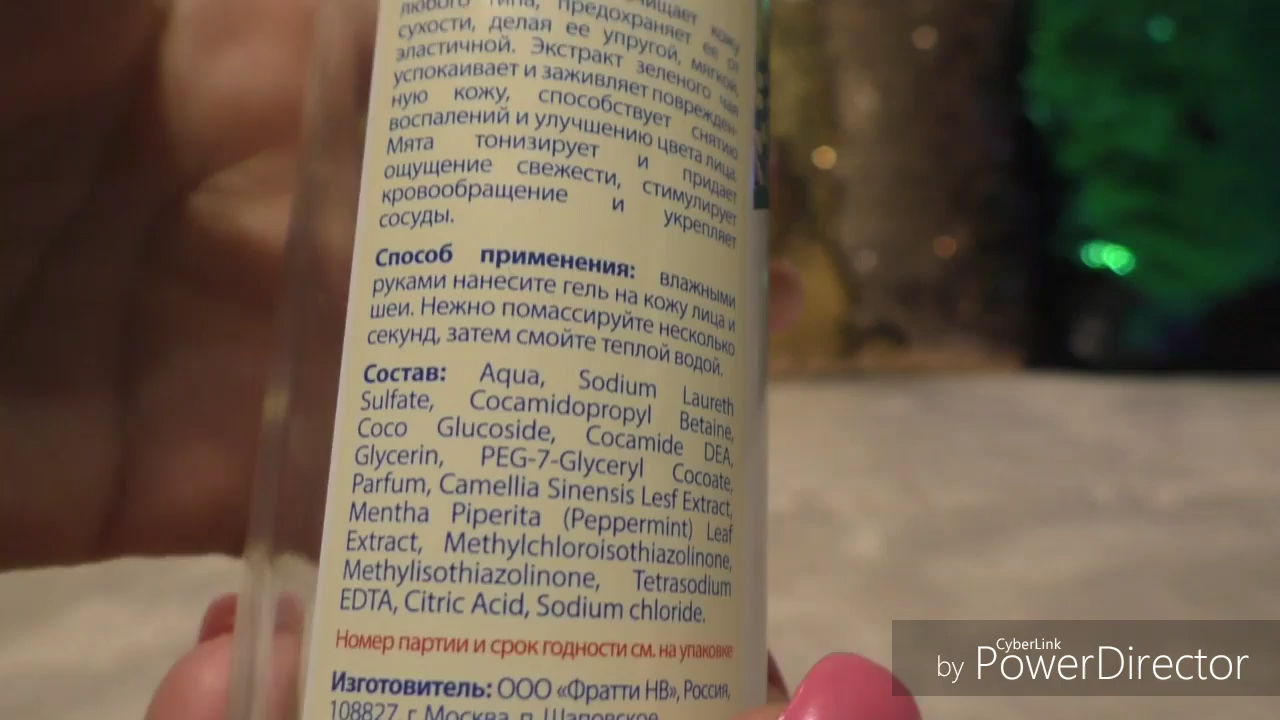 любого типа, предохраняет ее от
сухости, делая ее упругой, мягкой,
эластичной. Экстракт зеленого чая
успокаивает и заживляет поврежден-
ную кожу, способствует снятию
воспалений и улучшению цвета лица.
Мята тонизирует и придает
ощущение свежести, стимулирует
кровообращение и укрепляет
сосуды.
Способ применения: влажными
руками нанесите гель на кожу лица и
шеи. Нежно помассируйте несколько
секунд, затем смойте теплой водой.
Состав: Aqua, Sodium Laureth
Sulfate, Cocamidopropyl Betaine,
Coco Glucoside, Cocamide DEA,
Glycerin, PEG-7-Glyceryl Cocoate,
Parfum, Camellia Sinensis Lesf Extract,
Mentha Piperita (Peppermint) Leaf
Extract, Methylchloroisothiazolinone,
Methylisothiazolinone, Tetrasodium
EDTA, Citric Acid, Sodium chloride.
Номер партии и срок годности см. на упаковке
Изготовитель: ООО «Фратти НВ», Россия,
108827, г. Москва, п. Щаповское
CyberLink
by PowerDirector